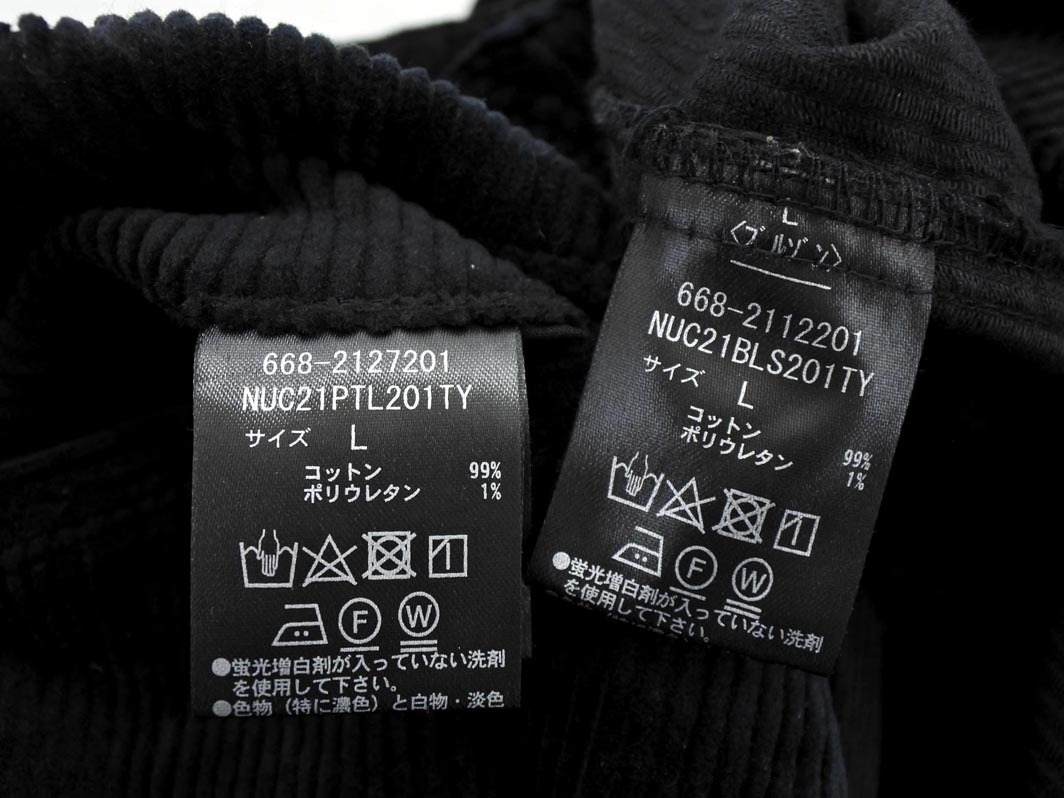 668-2127201
NUC21PTL201TY
サイズ L
コットン 99%
ポリウレタン 1%
F W
●蛍光増白剤が入っていない洗剤
を使用して下さい。
●色物（特に濃色）と白物・淡色
L
〈ブルゾン〉
668-2112201
NUC21BLS201TY
サイズ L
コットン 99%
ポリウレタン 1%
F W
●蛍光増白剤が入っていない洗剤
を使用して下さい。